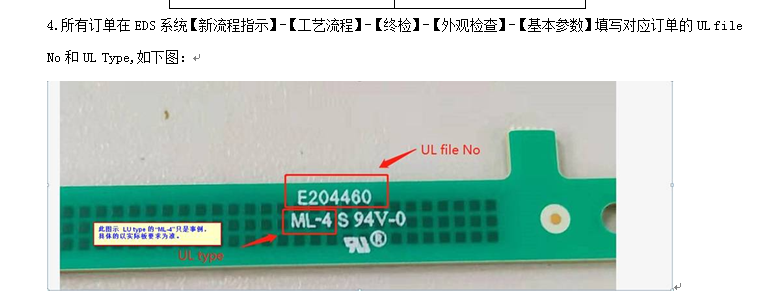 4.所有订单在 EDS 系统【新流程指示】-【工艺流程】-【终检】-【外观检查】-【基本参数】填写对应订单的 UL file
No 和 UL Type,如下图：
UL file No
E204460
ML-4 S 94V-0
此图示 LU type 的"ML-4"只是事例，
具体的以实际板要求为准。
UL type